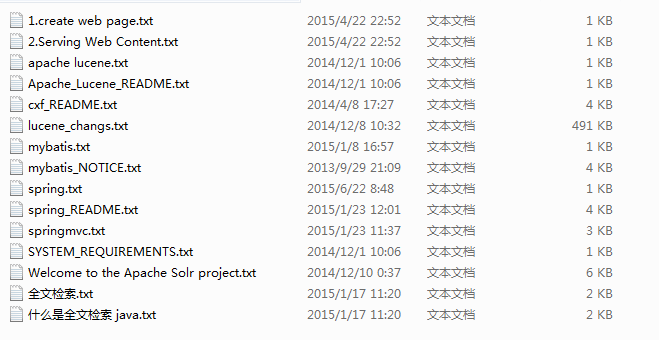 1.create web page.txt 2015/4/22 22:52 文本文档 1 KB
2.Serving Web Content.txt 2015/4/22 22:52 文本文档 1 KB
apache lucene.txt 2014/12/1 10:06 文本文档 1 KB
Apache_Lucene_README.txt 2014/12/1 10:06 文本文档 1 KB
cxf_README.txt 2014/4/8 17:27 文本文档 4 KB
lucene_changs.txt 2014/12/8 10:32 文本文档 491 KB
mybatis.txt 2015/1/8 16:57 文本文档 1 KB
mybatis_NOTICE.txt 2013/9/29 21:09 文本文档 4 KB
spring.txt 2015/6/22 8:48 文本文档 1 KB
spring_README.txt 2015/1/23 12:01 文本文档 4 KB
springmvc.txt 2015/1/23 11:37 文本文档 3 KB
SYSTEM_REQUIREMENTS.txt 2014/12/1 10:06 文本文档 1 KB
Welcome to the Apache Solr project.txt 2014/12/10 0:37 文本文档 6 KB
全文检索.txt 2015/1/17 11:20 文本文档 2 KB
什么是全文检索 java.txt 2015/1/17 11:20 文本文档 2 KB